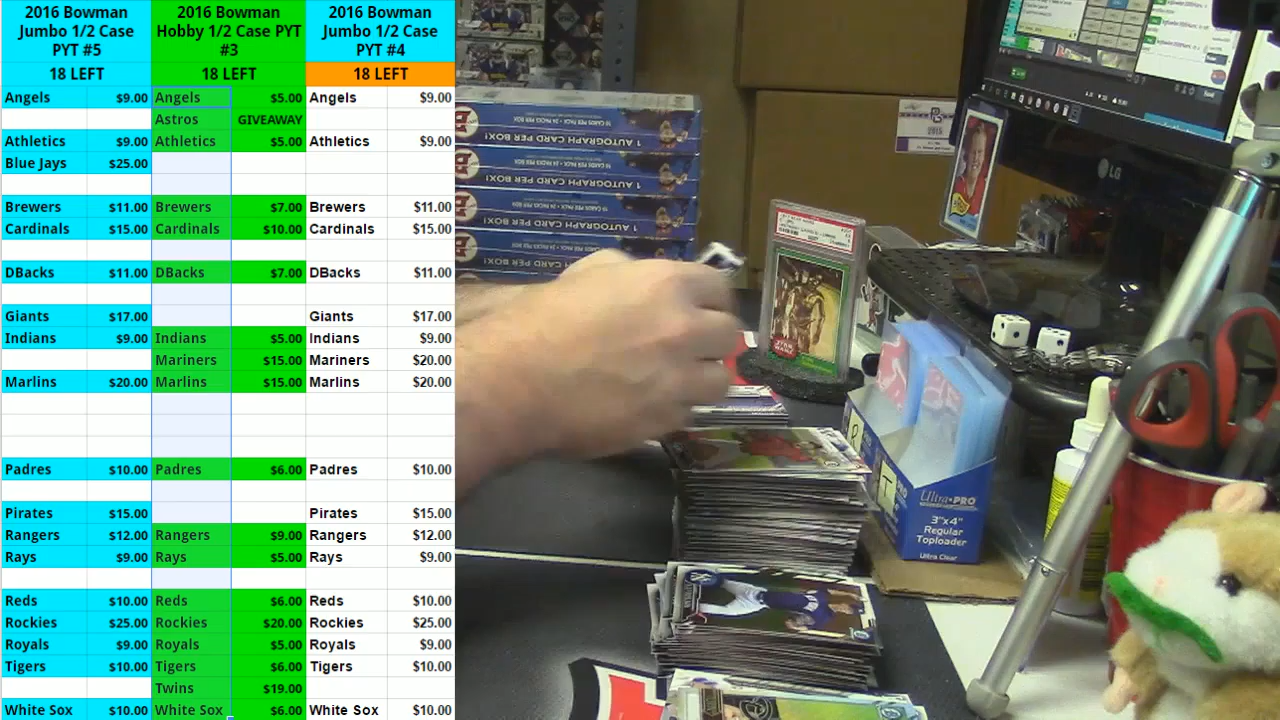 2016 Bowman Jumbo 1/2 Case PYT #5
18 LEFT
Angels $9.00
Athletics $9.00
Blue Jays $25.00
Brewers $11.00
Cardinals $15.00
DBacks $11.00
Giants $17.00
Indians $9.00
Marlins $20.00
Padres $10.00
Pirates $15.00
Rangers $12.00
Rays $9.00
Reds $10.00
Rockies $25.00
Royals $9.00
Tigers $10.00
White Sox $10.00
2016 Bowman Hobby 1/2 Case PYT #3
18 LEFT
Angels $5.00
Astros GIVEAWAY
Athletics $5.00
Brewers $7.00
Cardinals $10.00
DBacks $7.00
Indians $5.00
Mariners $15.00
Marlins $15.00
Padres $6.00
Rangers $9.00
Rays $5.00
Reds $6.00
Rockies $20.00
Royals $5.00
Tigers $6.00
Twins $19.00
White Sox $6.00
2016 Bowman Jumbo 1/2 Case PYT #4
18 LEFT
Angels $9.00
Athletics $9.00
Brewers $11.00
Cardinals $15.00
DBacks $11.00
Giants $17.00
Indians $9.00
Mariners $20.00
Marlins $20.00
Padres $10.00
Pirates $15.00
Rangers $12.00
Rays $9.00
Reds $10.00
Rockies $25.00
Royals $9.00
Tigers $10.00
White Sox $10.00
1 AUTOGRAPH CARD PER BOX!
1 AUTOGRAPH CARD PER BOX!
1 AUTOGRAPH CARD PER BOX!
1 AUTOGRAPH CARD PER BOX!
LG
STAR WARS
Ultra·PRO
3"x4"
Regular
Toploader
Ultra Clear